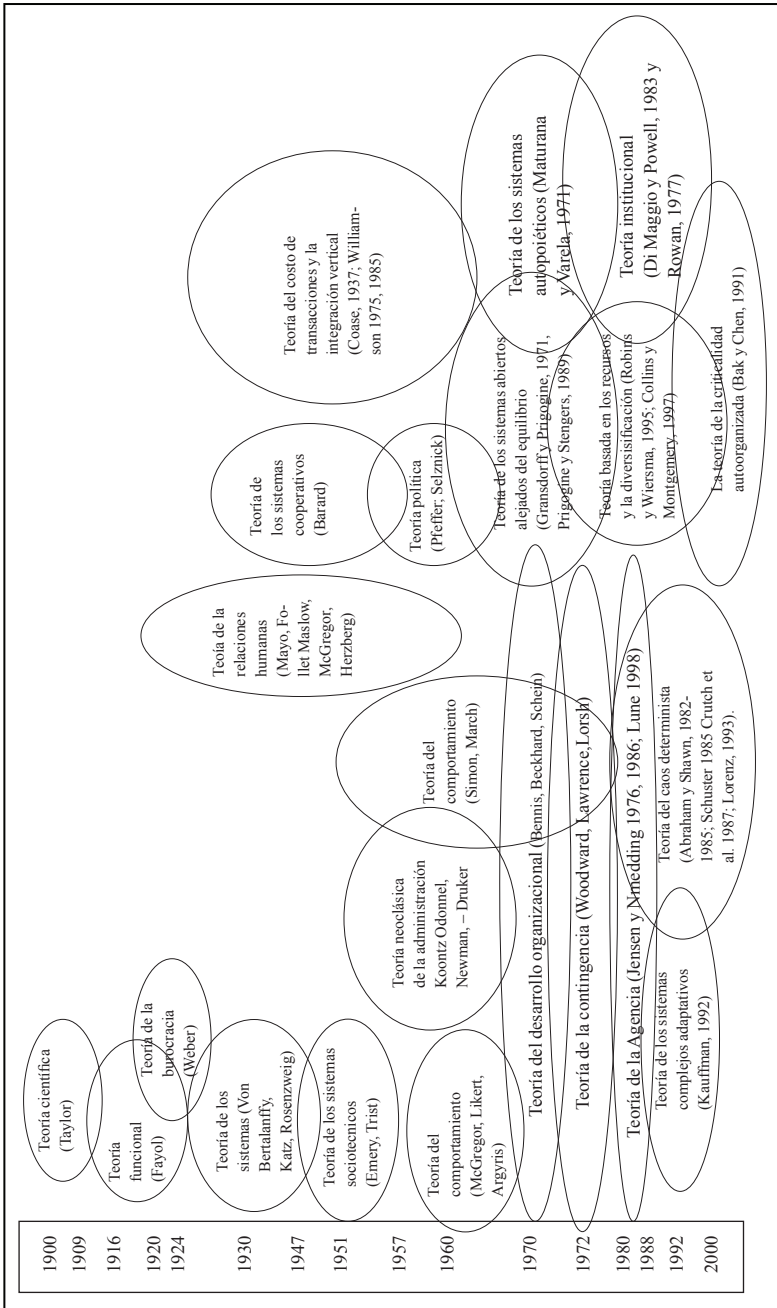 1900
1909
1916
1920
1924
1930
1947
1951
1957
1960
1970
1972
1980
1988
1992
2000
Teoría científica
(Taylor)
Teoría
funcional
(Fayol)
Teoría de la
burocracia
(Weber)
Teoría de los
sistemas (Von
Bertalanffy,
Katz, Rosenzweig)
Teoría de los sistemas
sociotecnicos
(Emery, Trist)
Teoría del
comportamiento
(McGregor, Likert,
Argyris)
Teoría neoclásica
de la administración
Koontz Odonnel,
Newman, – Druker
Teoría del
comportamiento
(Simon, March)
Teoía de la
relaciones
humanas
(Mayo, Fo-
llet Maslow,
McGregor,
Herzberg)
Teoría de
los sistemas
cooperativos
(Barard)
Teoría política
(Pfeffer; Selznick)
Teoría del costo de
transacciones y la
integración vertical
(Coase, 1937; William-
son 1975, 1985)
Teoría del desarrollo organizacional (Bennis, Beckhard, Schein)
Teoría de la contingencia (Woodward, Lawrence,Lorsh)
Teoría de la Agencia (Jensen y Nmedding 1976, 1986; Lune 1998)
Teoría de los sistemas
complejos adaptativos
(Kauffman, 1992)
Teoría del caos determinista
(Abraham y Shawn, 1982-
1985; Schuster 1985 Crutch et
al. 1987; Lorenz, 1993).
Teoría de los sistemas abiertos
alejados del equilibrio
(Gransdorff y Prigogine, 1971,
Prigogine y Stengers, 1989)
Teoría de los sistemas
autopoiéticos (Maturana
y Varela, 1971)
Teoría basada en los recursos
y la diversisificación (Robins
y Wiersma, 1995; Collins y
Montgemery, 1997)
Teoría institucional
(Di Maggio y Powell, 1983 y
Rowan, 1977)
La teoría de la criticealidad
autoorganizada (Bak y Chen, 1991)